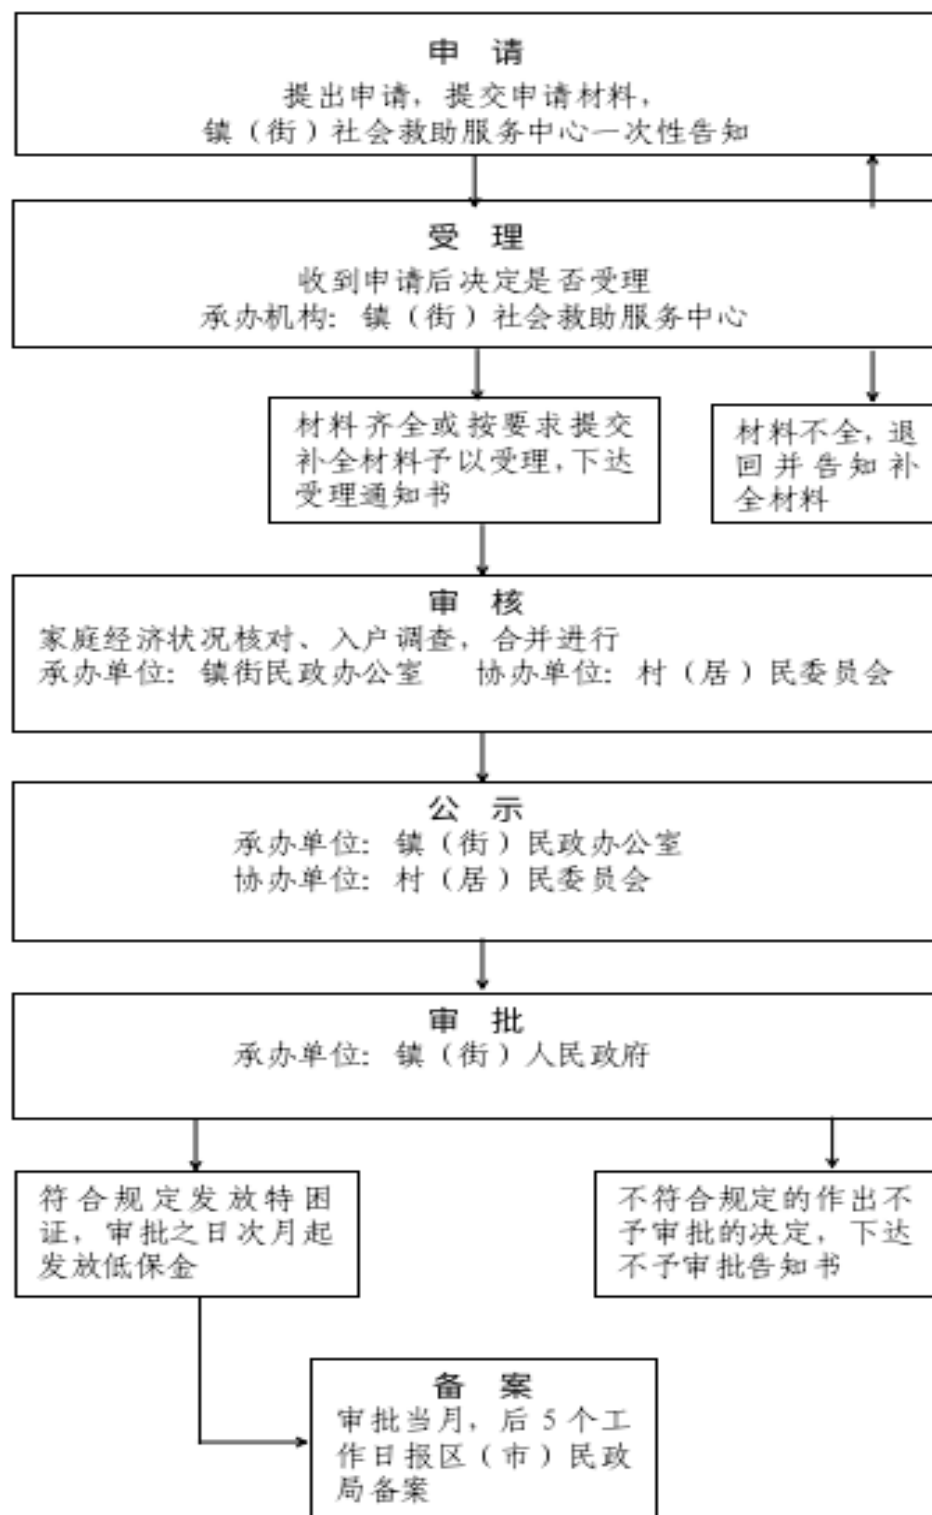 申 请
提出申请，提交申请材料，
镇（街）社会救助服务中心一次性告知
受 理
收到申请后决定是否受理
承办机构：镇（街）社会救助服务中心
材料齐全或按要求提交
补全材料予以受理，下达
受理通知书
材料不全，退
回并告知补
全材料
审 核
家庭经济状况核对、入户调查，合并进行
承办单位：镇街民政办公室 协办单位：村（居）民委员会
公 示
承办单位：镇（街）民政办公室
协办单位：村（居）民委员会
审 批
承办单位：镇（街）人民政府
符合规定发放特困
证，审批之日次月起
发放低保金
不符合规定的作出不
予审批的决定，下达
不予审批告知书
备 案
审批当月，后 5 个工
作日报区（市）民政
局备案